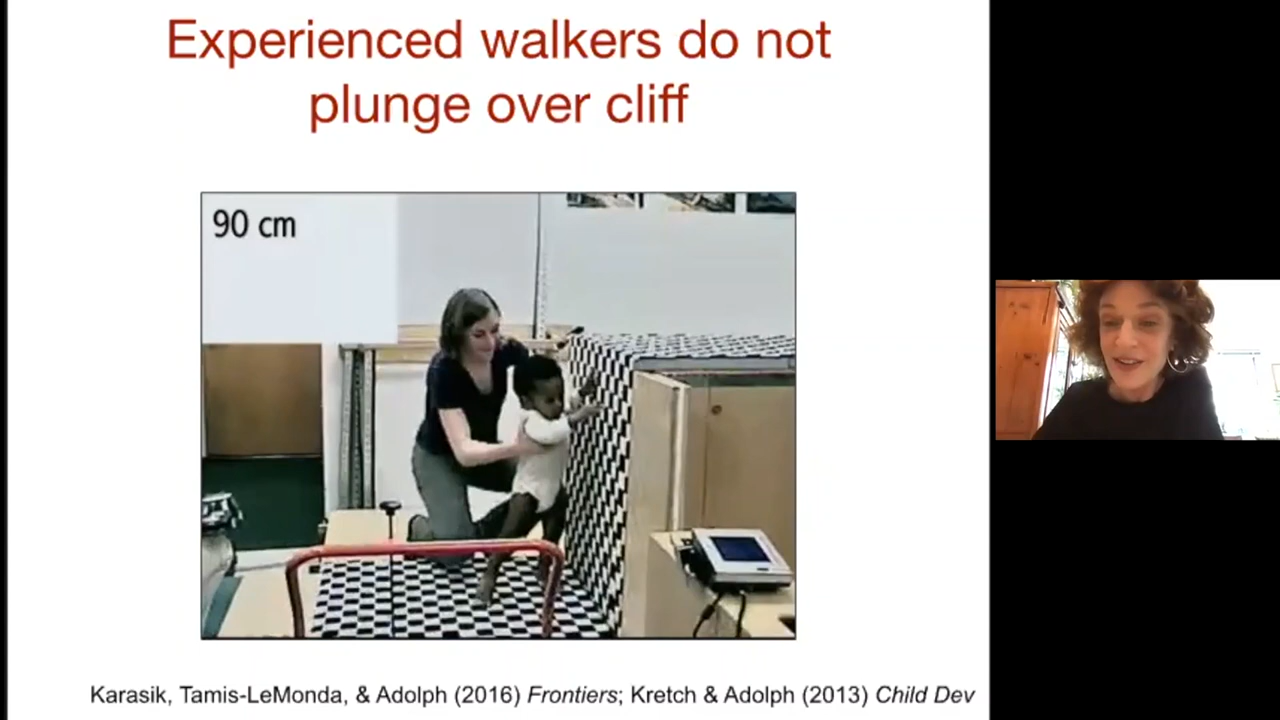 Experienced walkers do not
plunge over cliff
90 cm
Karasik, Tamis-LeMonda, & Adolph (2016) Frontiers; Kretch & Adolph (2013) Child Dev